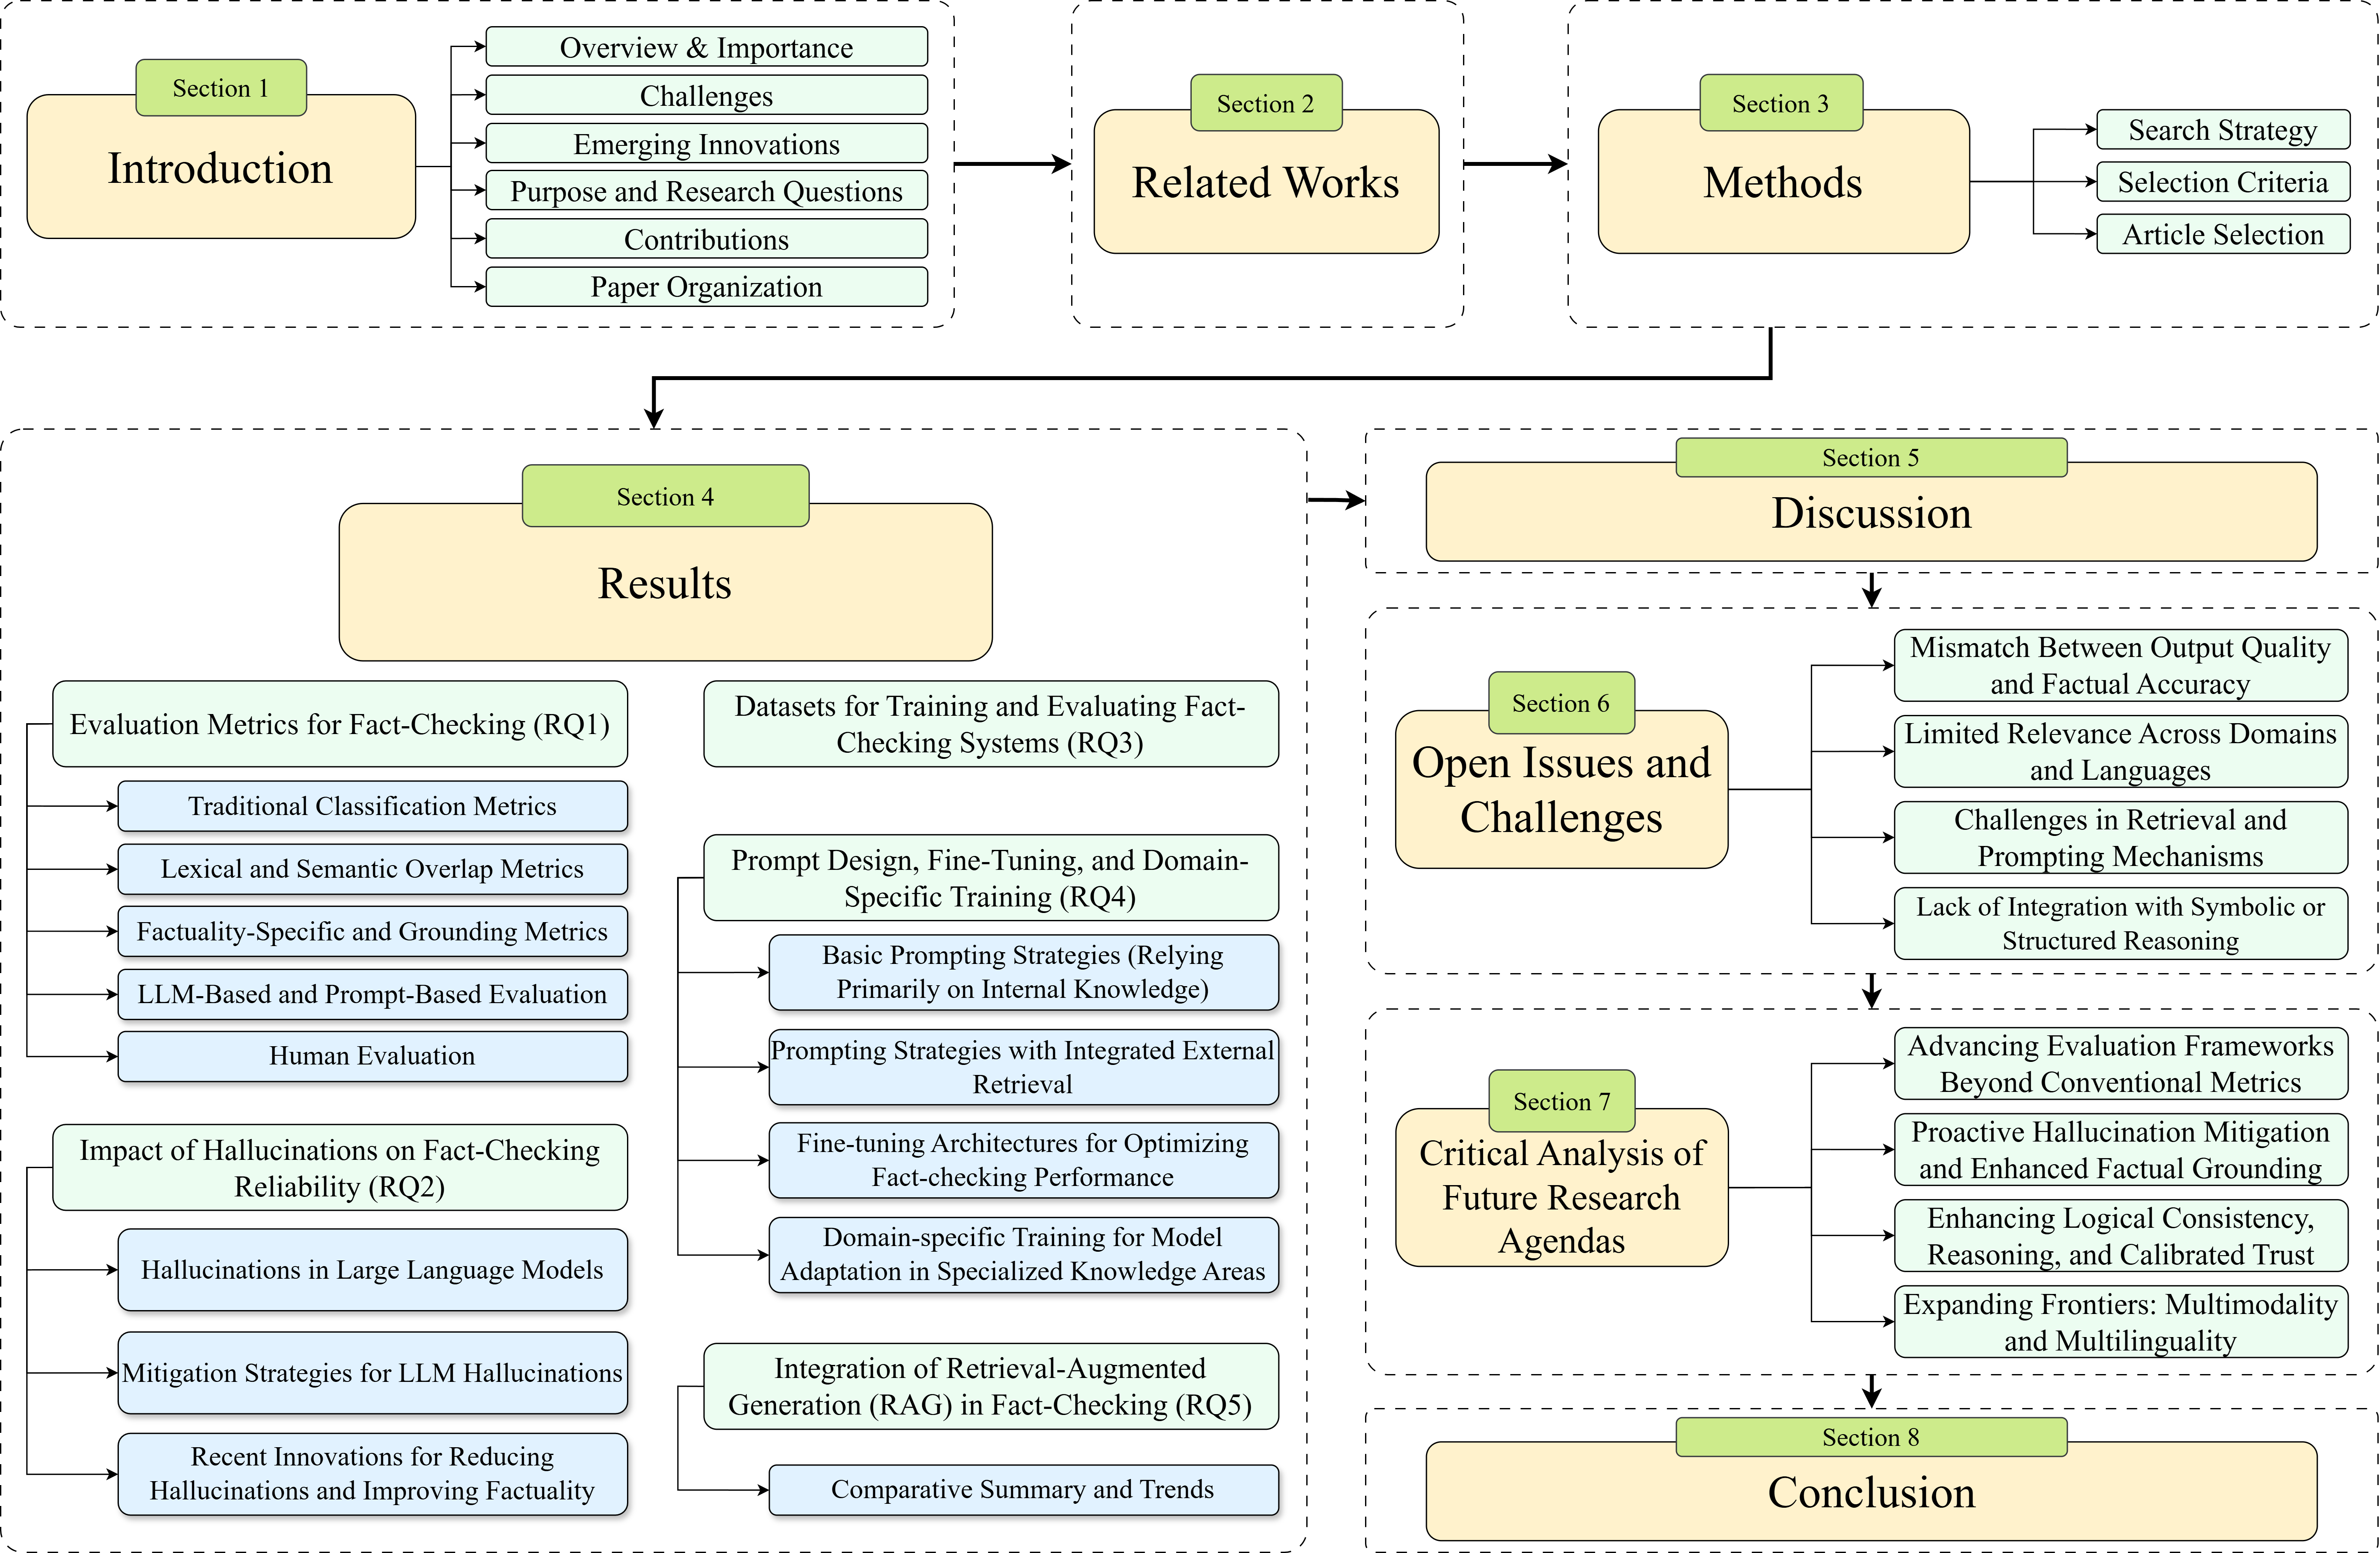 Section 1
Introduction
Overview & Importance
Challenges
Emerging Innovations
Purpose and Research Questions
Contributions
Paper Organization
Section 2
Related Works
Section 3
Methods
Search Strategy
Selection Criteria
Article Selection
Section 4
Results
Evaluation Metrics for Fact-Checking (RQ1)
Traditional Classification Metrics
Lexical and Semantic Overlap Metrics
Factuality-Specific and Grounding Metrics
LLM-Based and Prompt-Based Evaluation
Human Evaluation
Impact of Hallucinations on Fact-Checking
Reliability (RQ2)
Hallucinations in Large Language Models
Mitigation Strategies for LLM Hallucinations
Recent Innovations for Reducing
Hallucinations and Improving Factuality
Datasets for Training and Evaluating Fact-
Checking Systems (RQ3)
Prompt Design, Fine-Tuning, and Domain-
Specific Training (RQ4)
Basic Prompting Strategies (Relying
Primarily on Internal Knowledge)
Prompting Strategies with Integrated External
Retrieval
Fine-tuning Architectures for Optimizing
Fact-checking Performance
Domain-specific Training for Model
Adaptation in Specialized Knowledge Areas
Integration of Retrieval-Augmented
Generation (RAG) in Fact-Checking (RQ5)
Comparative Summary and Trends
Section 5
Discussion
Section 6
Open Issues and
Challenges
Mismatch Between Output Quality
and Factual Accuracy
Limited Relevance Across Domains
and Languages
Challenges in Retrieval and
Prompting Mechanisms
Lack of Integration with Symbolic or
Structured Reasoning
Section 7
Critical Analysis of
Future Research
Agendas
Advancing Evaluation Frameworks
Beyond Conventional Metrics
Proactive Hallucination Mitigation
and Enhanced Factual Grounding
Enhancing Logical Consistency,
Reasoning, and Calibrated Trust
Expanding Frontiers: Multimodality
and Multilinguality
Section 8
Conclusion